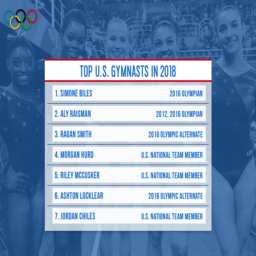 TOP U.S. GYMNASTS IN 2018
1. SIMONE BILES 2016 OLYMPIAN
2. ALY RAISMAN 2012, 2016 OLYMPIAN
3. RAGAN SMITH 2016 OLYMPIC ALTERNATE
4. MORGAN HURD U.S. NATIONAL TEAM MEMBER
5. RILEY MCCUSKER U.S. NATIONAL TEAM MEMBER
6. ASHTON LOCKLEAR 2016 OLYMPIC ALTERNATE
7. JORDAN CHILES U.S. NATIONAL TEAM MEMBER